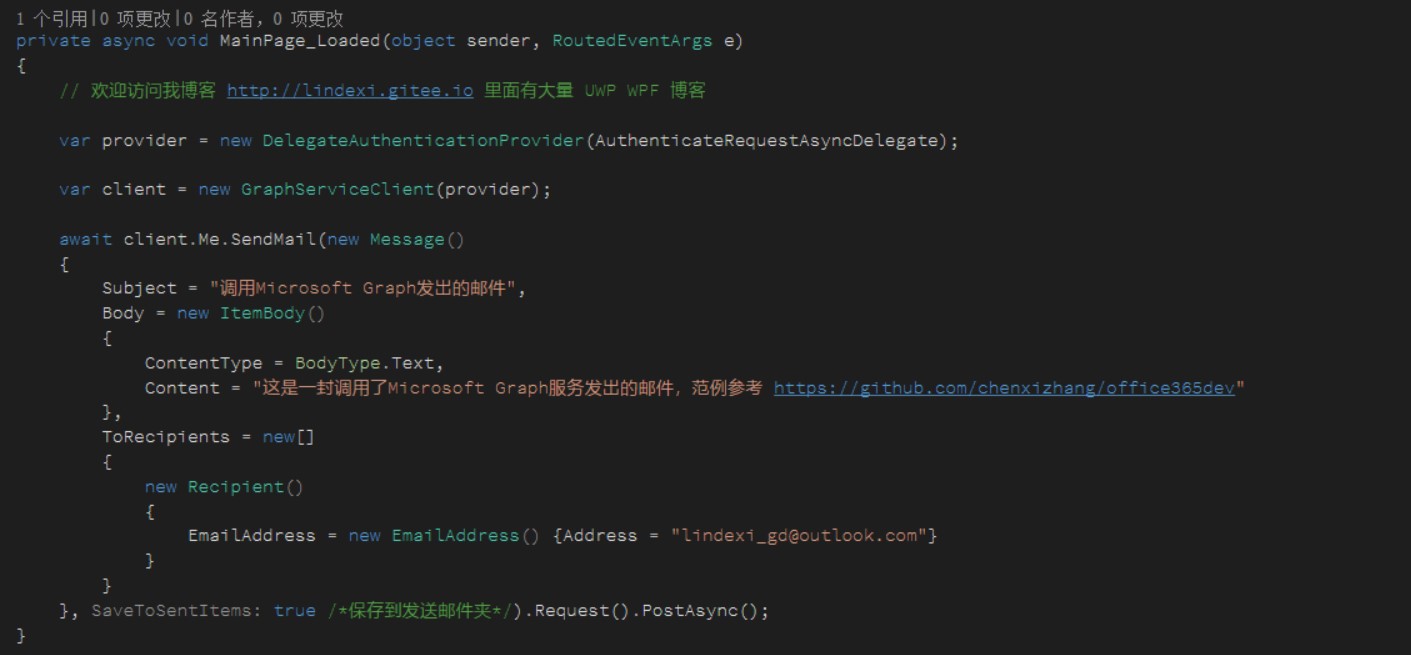 1 个引用|0 项更改|0 名作者，0 项更改
private async void MainPage_Loaded(object sender, RoutedEventArgs e)
{
// 欢迎访问我博客 http://lindexi.gitee.io 里面有大量 UWP WPF 博客
var provider = new DelegateAuthenticationProvider(AuthenticateRequestAsyncDelegate);
var client = new GraphServiceClient(provider);
await client.Me.SendMail(new Message()
{
Subject = "调用Microsoft Graph发出的邮件",
Body = new ItemBody()
{
ContentType = BodyType.Text,
Content = "这是一封调用了Microsoft Graph服务发出的邮件，范例参考 https://github.com/chenxizhang/office365dev"
},
ToRecipients = new[]
{
new Recipient()
{
EmailAddress = new EmailAddress() {Address = "lindexi_gd@outlook.com"}
}
}
}, SaveToSentItems: true /*保存到发送邮件夹*/).Request().PostAsync();
}